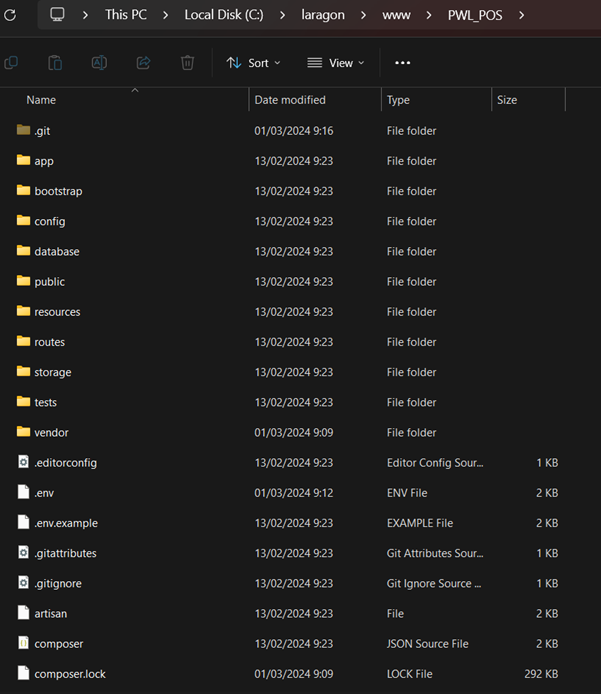 This PC > Local Disk (C:) > laragon > www > PWL_POS >
Sort View ...
Name Date modified Type Size
.git 01/03/2024 9:16 File folder
app 13/02/2024 9:23 File folder
bootstrap 13/02/2024 9:23 File folder
config 13/02/2024 9:23 File folder
database 13/02/2024 9:23 File folder
public 13/02/2024 9:23 File folder
resources 13/02/2024 9:23 File folder
routes 13/02/2024 9:23 File folder
storage 13/02/2024 9:23 File folder
tests 13/02/2024 9:23 File folder
vendor 01/03/2024 9:09 File folder
.editorconfig 13/02/2024 9:23 Editor Config Sour... 1 KB
.env 01/03/2024 9:12 ENV File 2 KB
.env.example 13/02/2024 9:23 EXAMPLE File 2 KB
.gitattributes 13/02/2024 9:23 Git Attributes Sour... 1 KB
.gitignore 13/02/2024 9:23 Git Ignore Source ... 1 KB
artisan 13/02/2024 9:23 File 2 KB
composer 13/02/2024 9:23 JSON Source File 2 KB
composer.lock 01/03/2024 9:09 LOCK File 292 KB